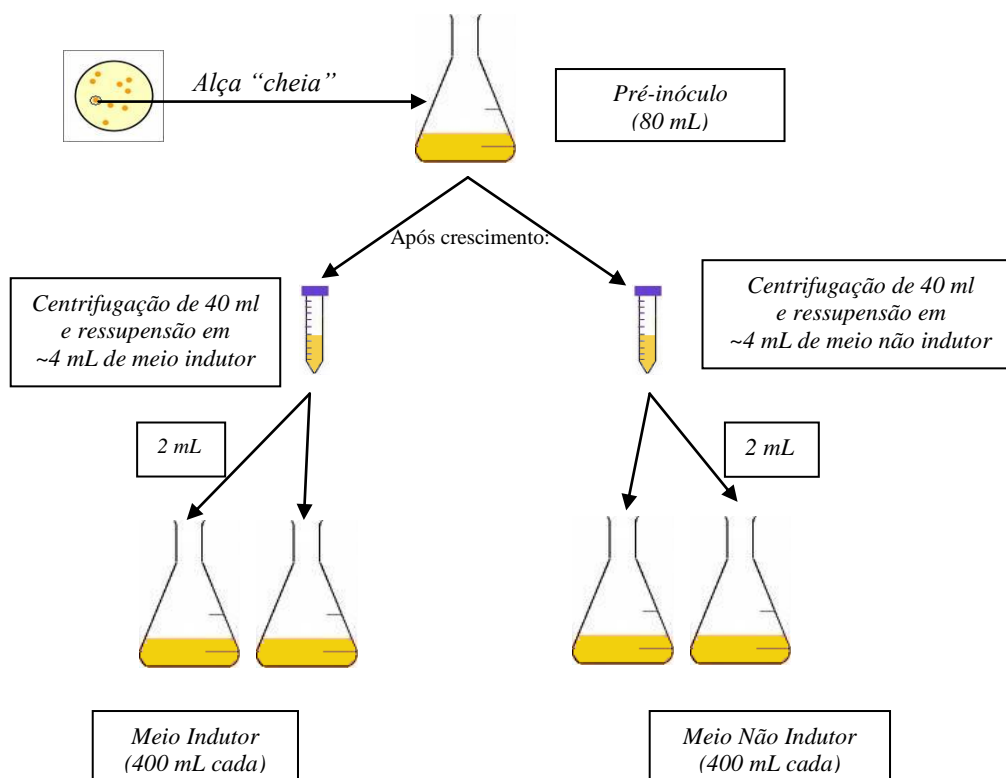 Alça “cheia”
Pré-inóculo
(80 mL)
Após crescimento:
Centrifugação de 40 ml
e ressupensão em
~4 mL de meio indutor
Centrifugação de 40 ml
e ressupensão em
~4 mL de meio não indutor
2 mL
2 mL
Meio Indutor
(400 mL cada)
Meio Não Indutor
(400 mL cada)